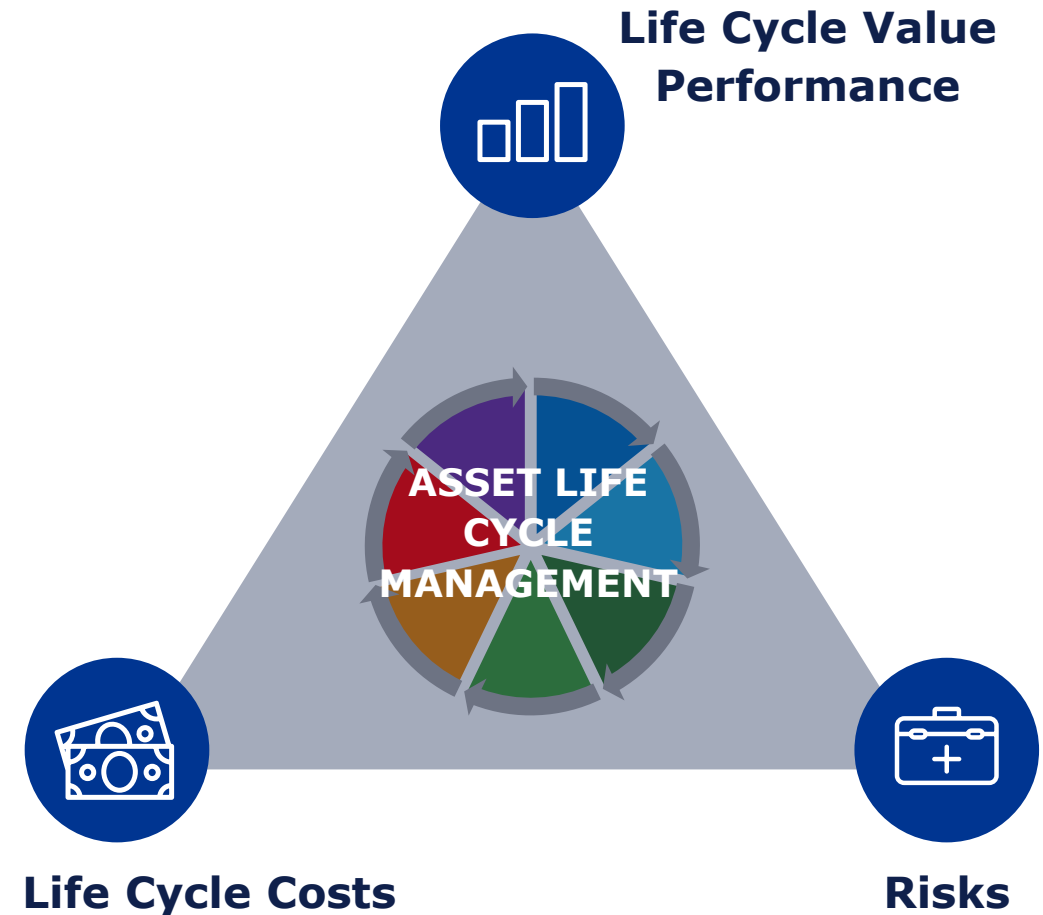 Life Cycle Value
Performance
ASSET LIFE
CYCLE
MANAGEMENT
Life Cycle Costs
Risks